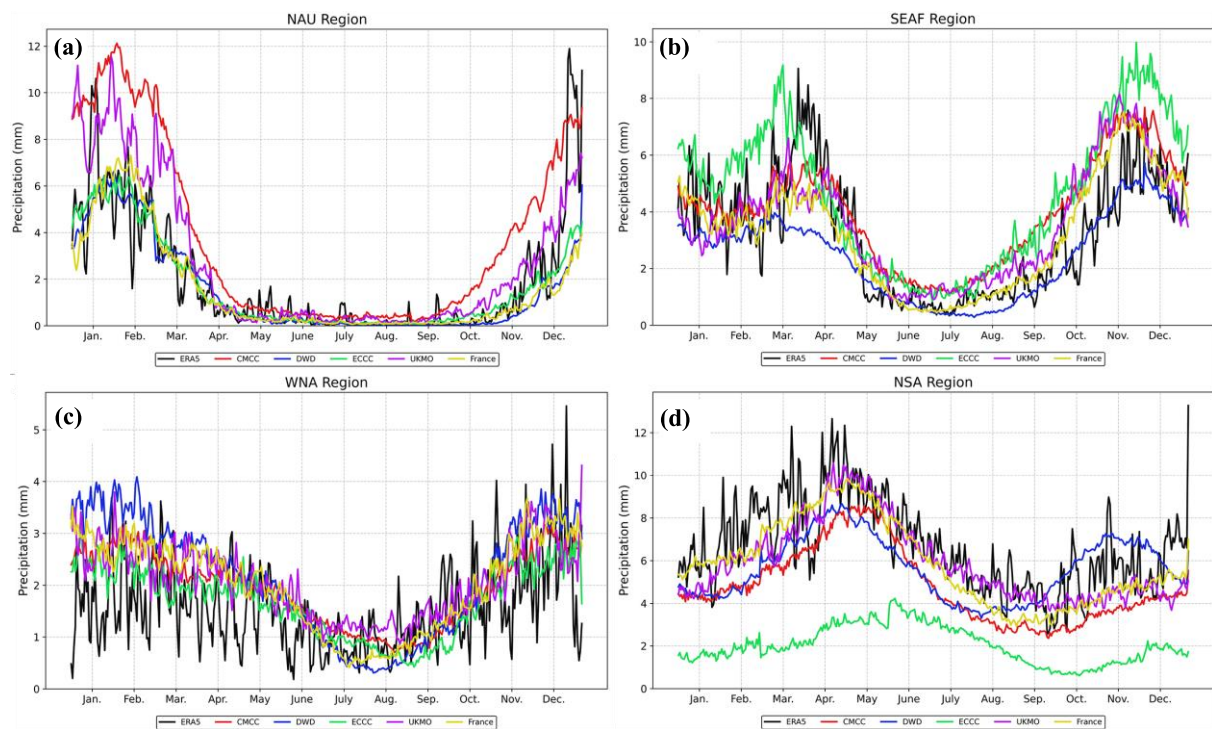 NAU Region
(a)
Precipitation (mm)
12
10
8
6
4
2
0
Jan. Feb. Mar. Apr. May June July Aug. Sep. Oct. Nov. Dec.
ERA5 CMCC DWD ECCC UKMO France
SEAF Region
(b)
Precipitation (mm)
10
8
6
4
2
0
Jan. Feb. Mar. Apr. May June July Aug. Sep. Oct. Nov. Dec.
ERA5 CMCC DWD ECCC UKMO France
WNA Region
(c)
Precipitation (mm)
5
4
3
2
1
0
Jan. Feb. Mar. Apr. May June July Aug. Sep. Oct. Nov. Dec.
ERA5 CMCC DWD ECCC UKMO France
NSA Region
(d)
Precipitation (mm)
12
10
8
6
4
2
0
Jan. Feb. Mar. Apr. May June July Aug. Sep. Oct. Nov. Dec.
ERA5 CMCC DWD ECCC UKMO France